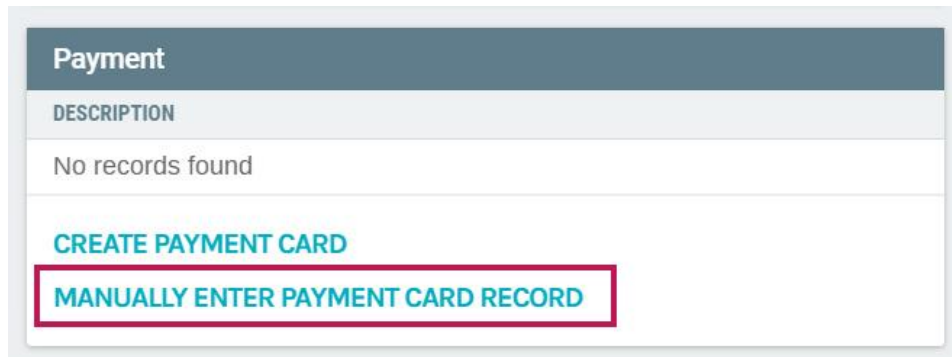 Payment
DESCRIPTION
No records found
CREATE PAYMENT CARD
MANUALLY ENTER PAYMENT CARD RECORD